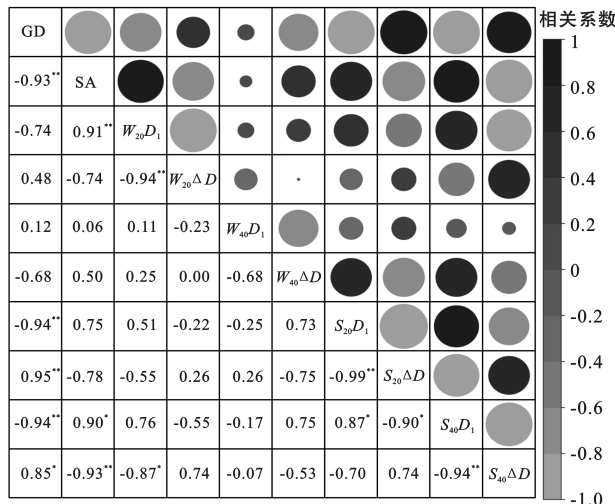 相关系数
GD
1
-0.93** SA
0.8
-0.74 0.91** W₂₀D₁
0.6
0.4
0.48 -0.74 -0.94** W₂₀ΔD
0.2
0.12 0.06 0.11 -0.23 W₄₀D₁
0
-0.68 0.50 0.25 0.00 -0.68 W₄₀ΔD
-0.2
-0.94** 0.75 0.51 -0.22 -0.25 0.73 S₂₀D₁
-0.4
0.95** -0.78 -0.55 0.26 0.26 -0.75 -0.99** S₂₀ΔD
-0.6
-0.94** 0.90* 0.76 -0.55 -0.17 0.75 0.87* -0.90* S₄₀D₁
-0.8
0.85* -0.93** -0.87* 0.74 -0.07 -0.53 -0.70 0.74 -0.94** S₄₀ΔD
-1.0